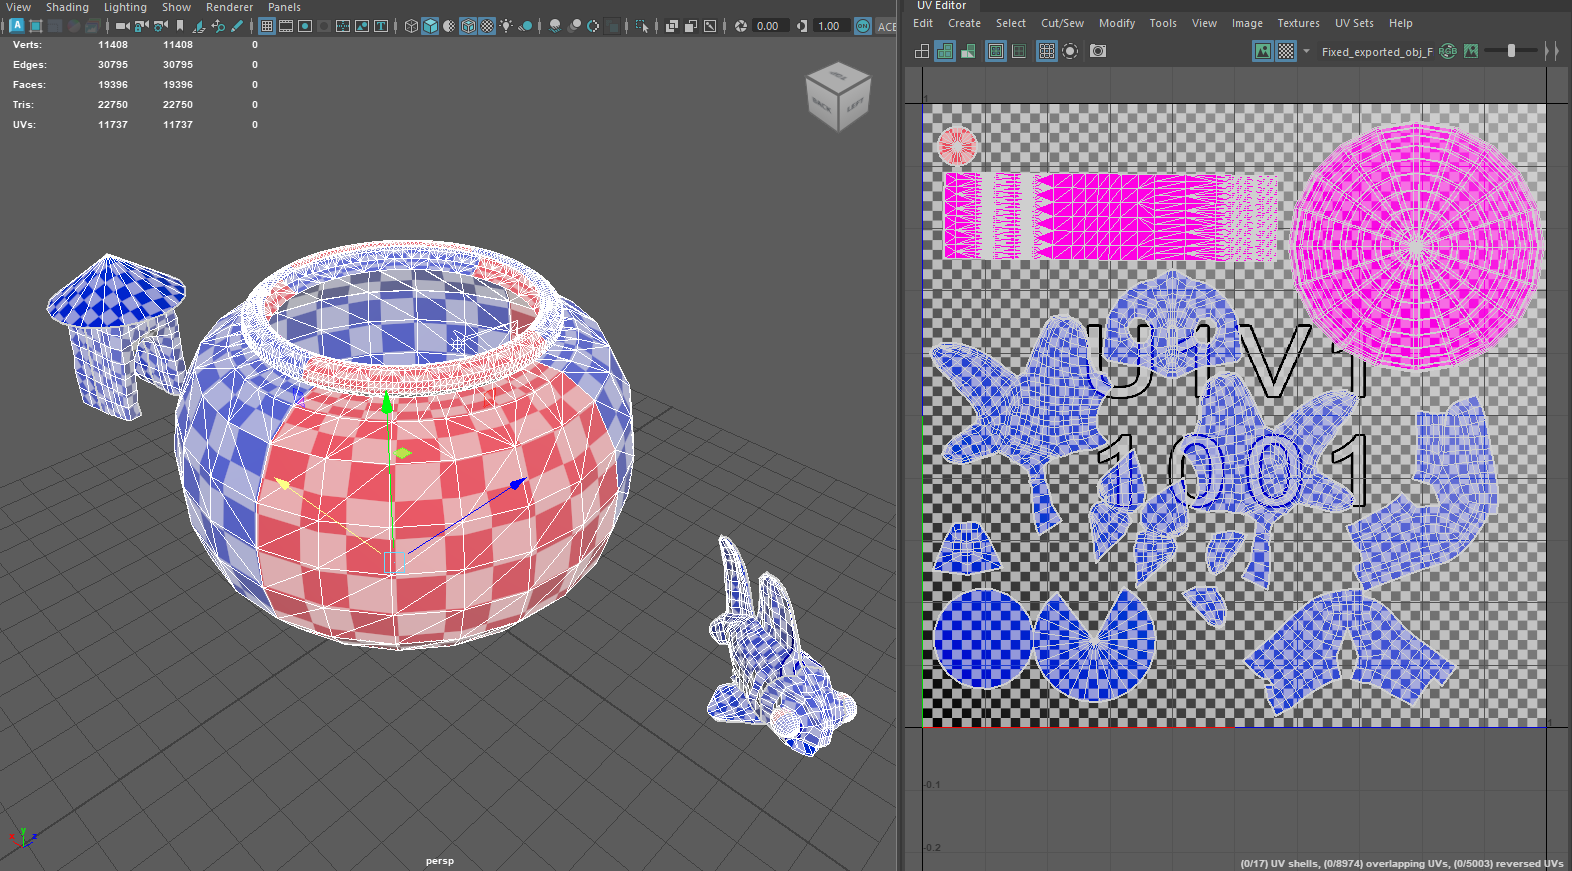 View Shading Lighting Show Renderer Panels
0.00 1.00 ON ACE
Verts: 11408 11408 0
Edges: 30795 30795 0
Faces: 19396 19396 0
Tris: 22750 22750 0
UVs: 11737 11737 0
BACK LEFT
y
x z
persp
UV Editor
Edit Create Select Cut/Sew Modify Tools View Image Textures UV Sets Help
Fixed_exported_obj_F RGB
1
U1V1
1001
1
-0.1
-0.2
(0/17) UV shells, (0/8974) overlapping UVs, (0/5003) reversed UVs